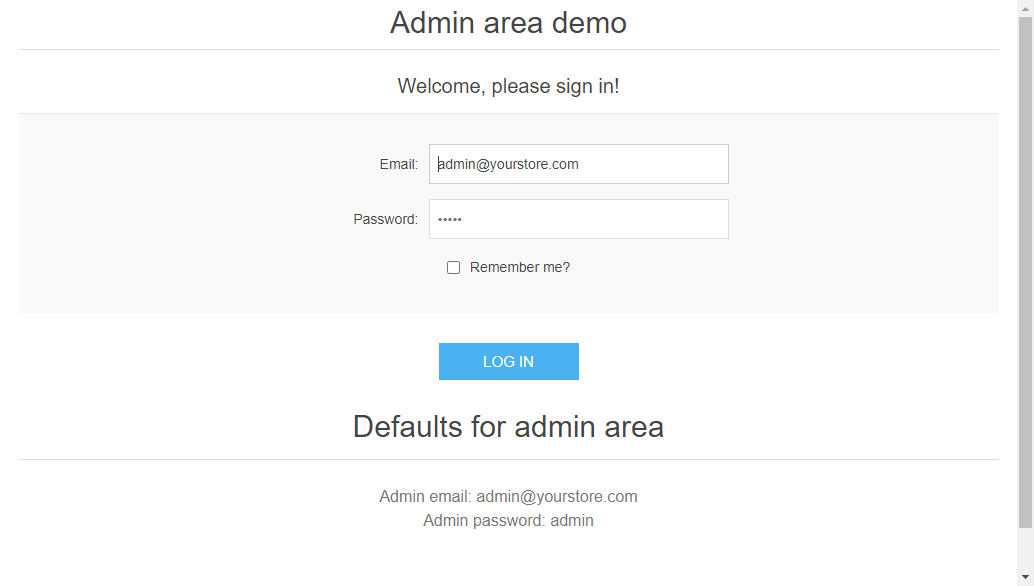 Admin area demo
Welcome, please sign in!
Email: admin@yourstore.com
Password: •••••
Remember me?
LOG IN
Defaults for admin area
Admin email: admin@yourstore.com
Admin password: admin